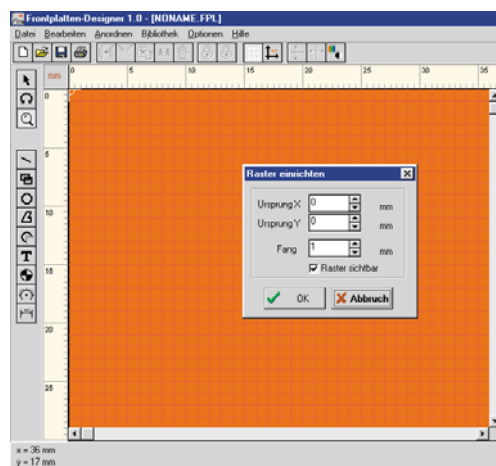 Frontplatten-Designer 1.0 - [NONAME.FPL]
Datei Bearbeiten Anordnen Bibliothek Optionen Hilfe
mm 0 5 10 15 20 25 30 35
0
5
10
15
20
25
Raster einrichten
Ursprung X 0 mm
Ursprung Y 0 mm
Fang 1 mm
Raster sichtbar
OK Abbruch
T
x = 36 mm
y = 17 mm